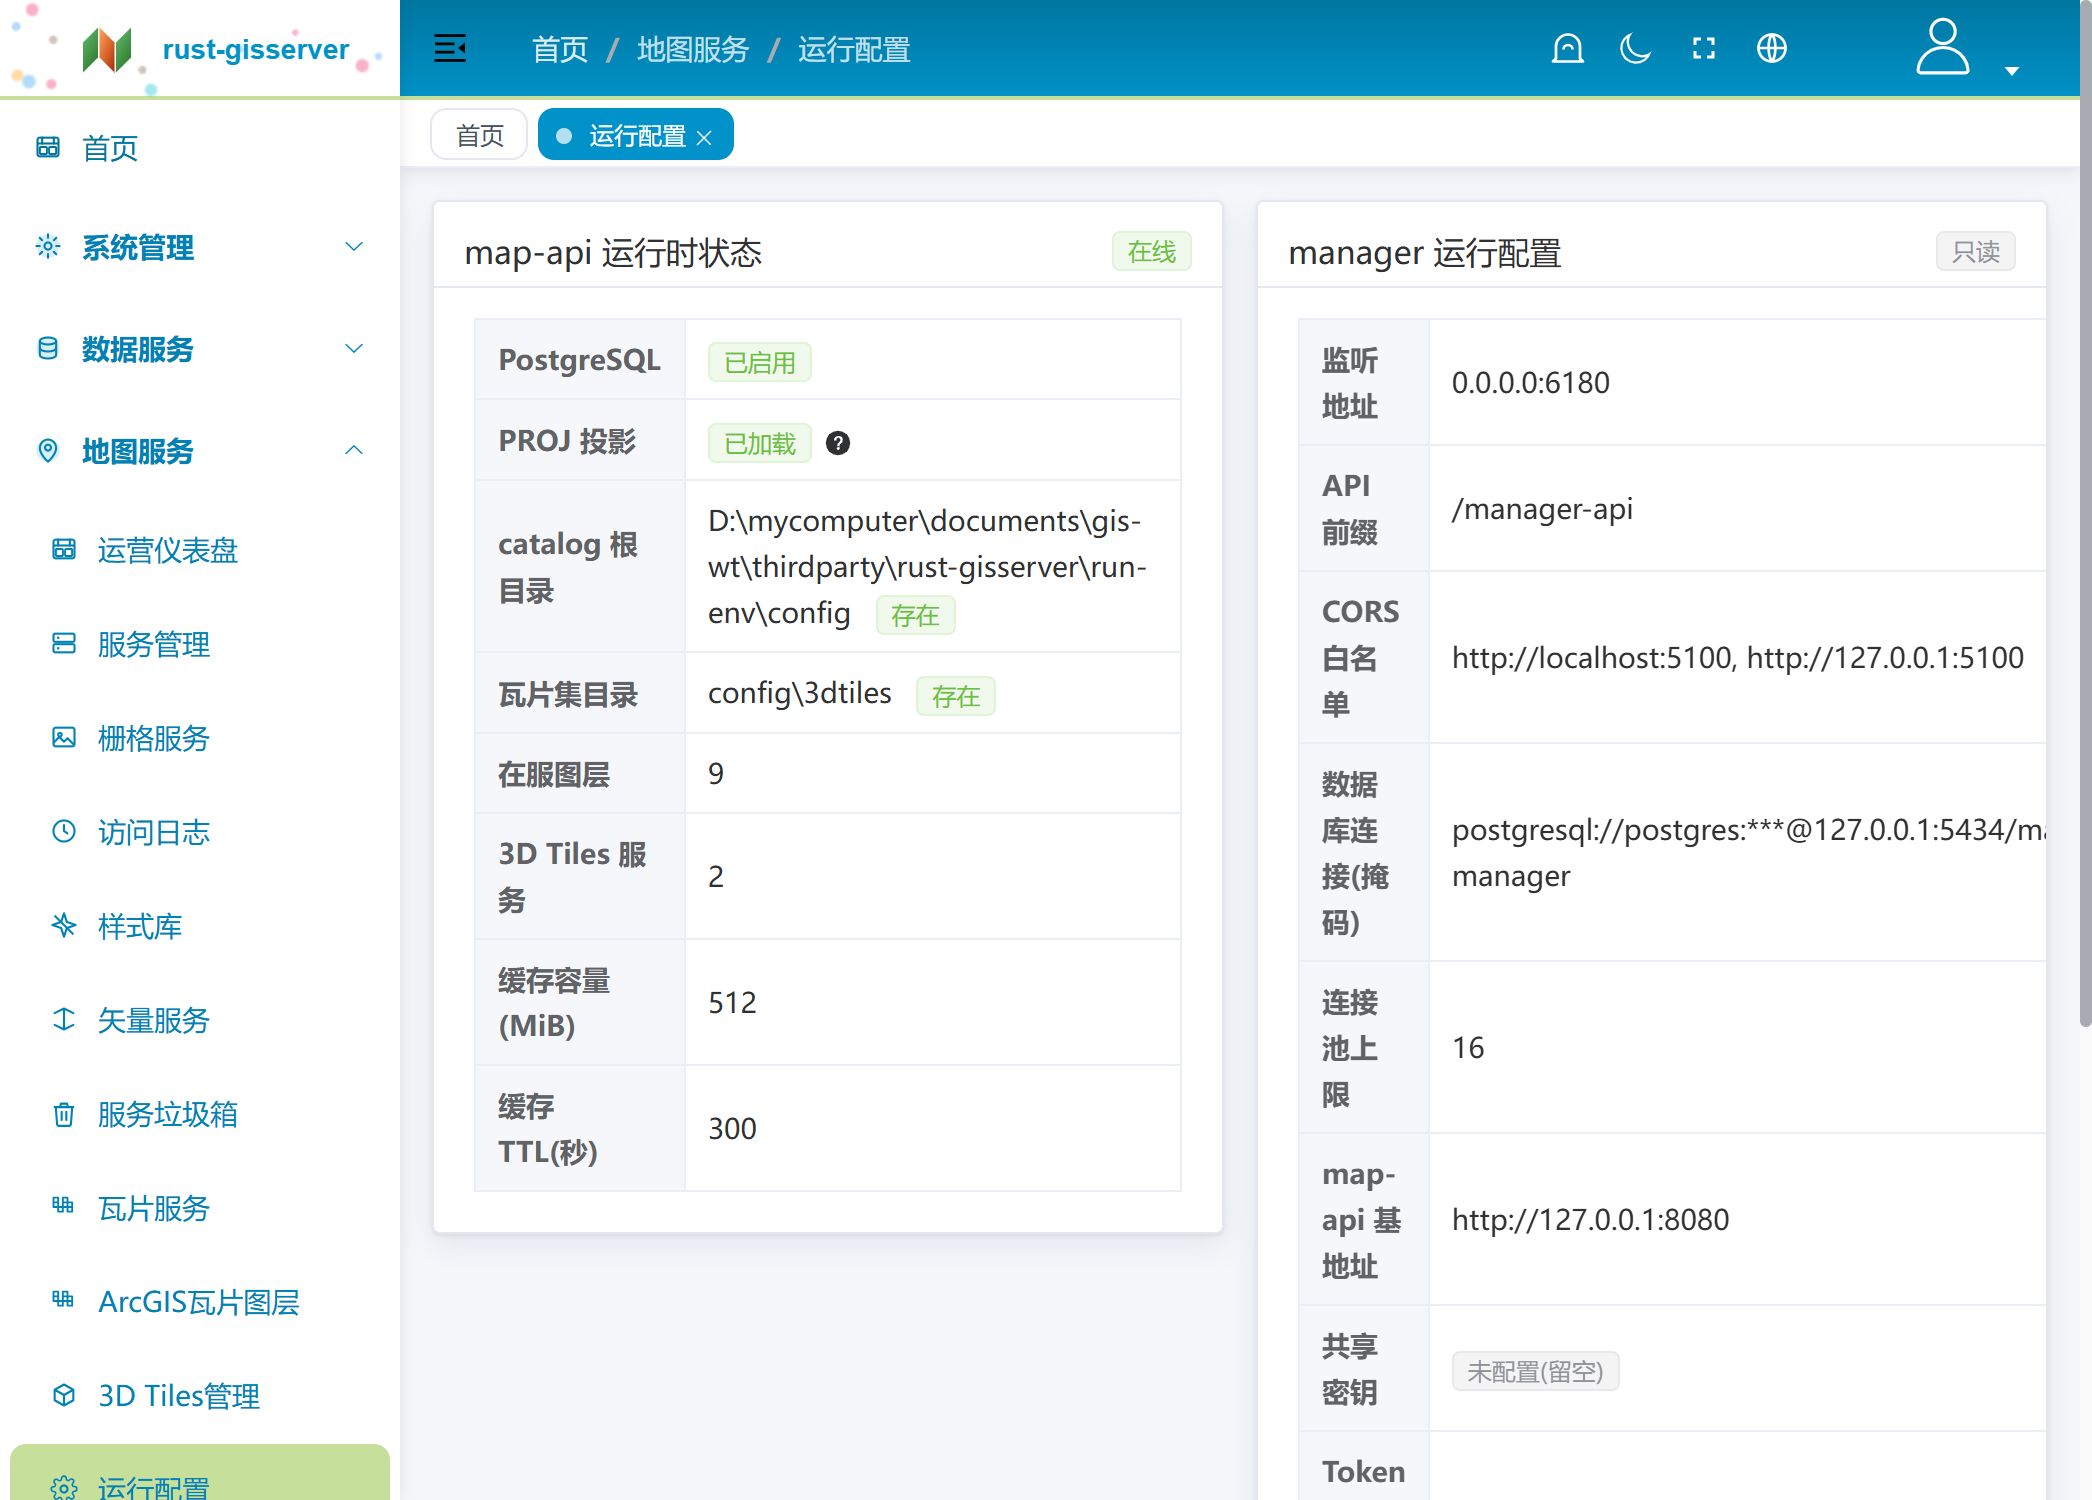 rust-gisserver
首页 / 地图服务 / 运行配置
首页
运行配置
首页
系统管理
数据服务
地图服务
运营仪表盘
服务管理
栅格服务
访问日志
样式库
矢量服务
服务垃圾箱
瓦片服务
ArcGIS瓦片图层
3D Tiles管理
运行配置
map-api 运行时状态
在线
PostgreSQL
已启用
PROJ 投影
已加载
?
catalog 根
目录
D:\mycomputer\documents\gis-
wt\thirdparty\rust-gisserver\run-
env\config 存在
瓦片集目录
config\3dtiles 存在
在服图层
9
3D Tiles 服
务
2
缓存容量
(MiB)
512
缓存
TTL(秒)
300
manager 运行配置
只读
监听
地址
0.0.0.0:6180
API
前缀
/manager-api
CORS
白名
单
http://localhost:5100, http://127.0.0.1:5100
数据
库连
接(掩
码)
postgresql://postgres:***@127.0.0.1:5434/m
manager
连接
池上
限
16
map-
api 基
地址
http://127.0.0.1:8080
共享
密钥
未配置(留空)
Token